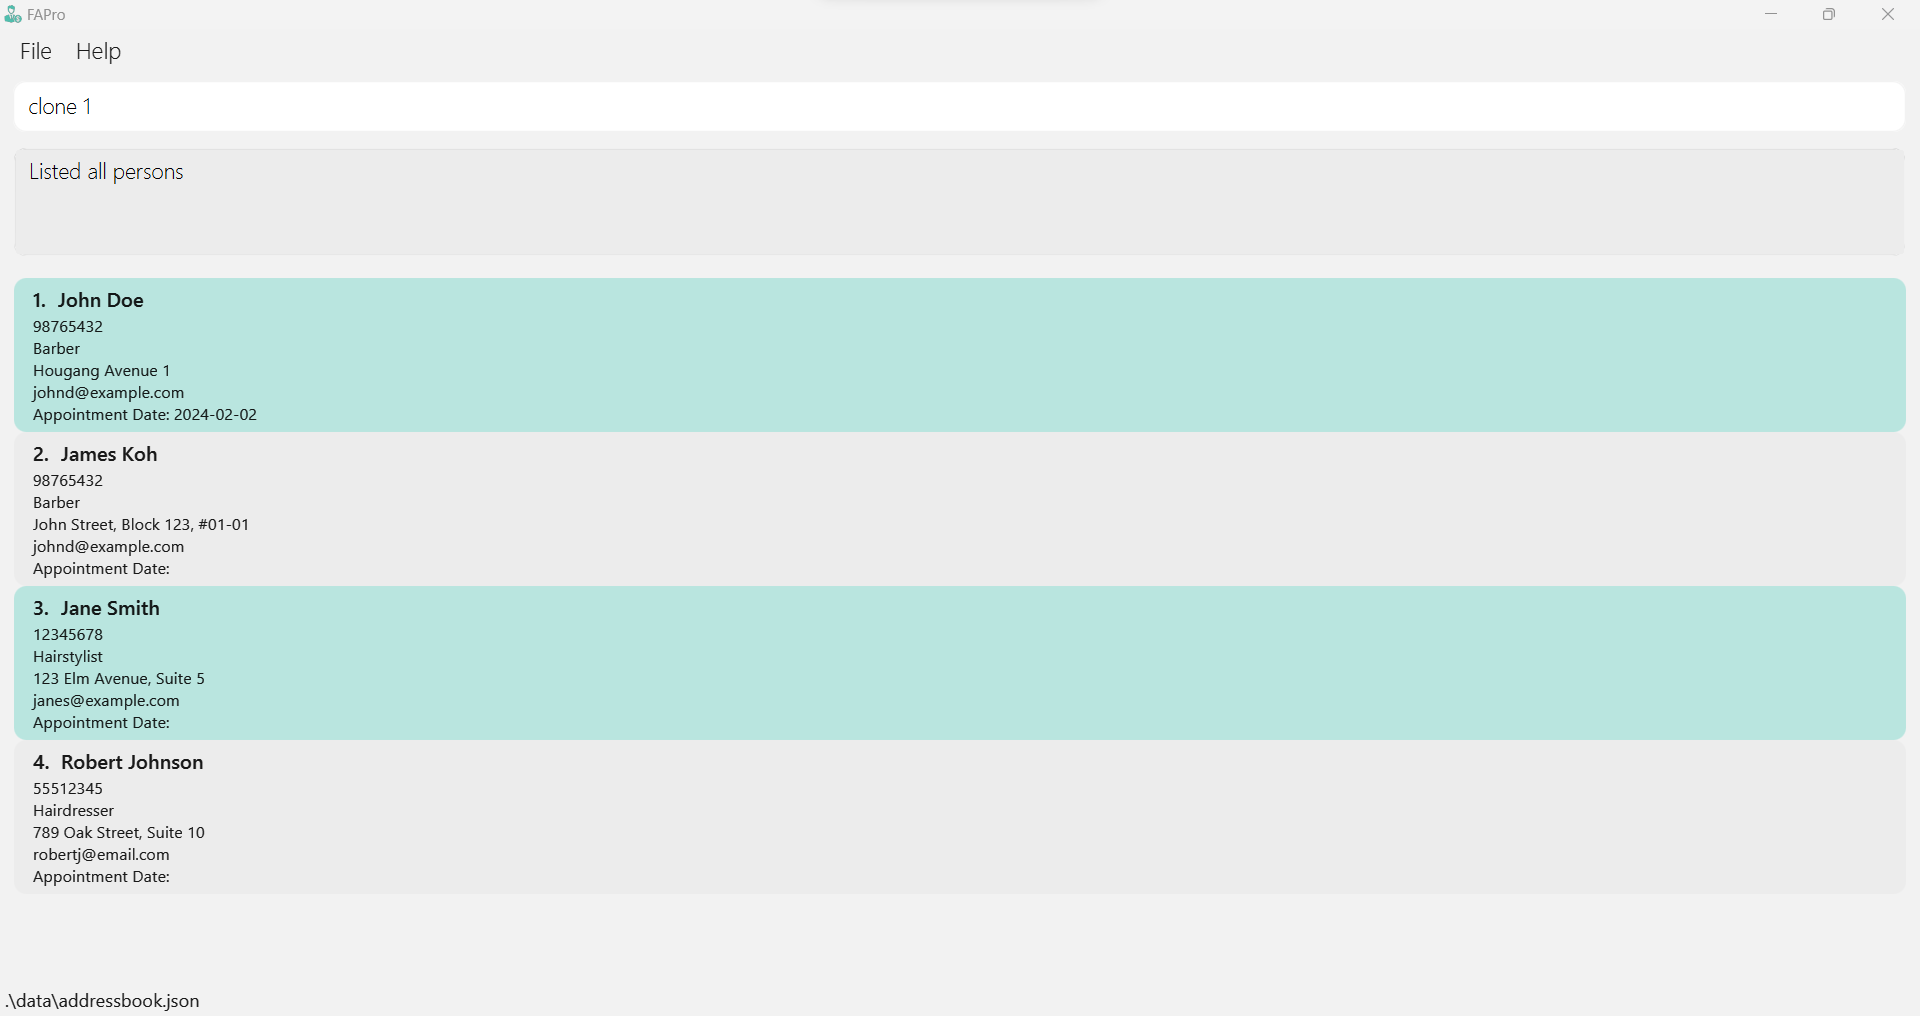 FAPro
File Help
clone 1
Listed all persons
1. John Doe
98765432
Barber
Hougang Avenue 1
johnd@example.com
Appointment Date: 2024-02-02
2. James Koh
98765432
Barber
John Street, Block 123, #01-01
johnd@example.com
Appointment Date:
3. Jane Smith
12345678
Hairstylist
123 Elm Avenue, Suite 5
janes@example.com
Appointment Date:
4. Robert Johnson
55512345
Hairdresser
789 Oak Street, Suite 10
robertj@email.com
Appointment Date:
.\data\addressbook.json